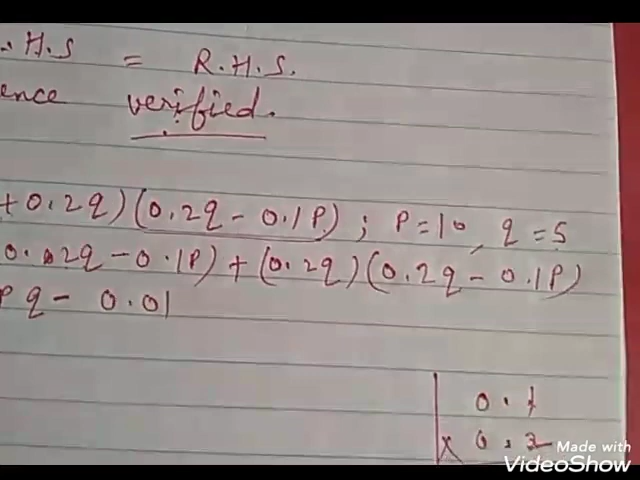 .H.S = R.H.S.
ence verified.
+0.2q)(0.2q - 0.1P); P=10, q=5
0.02q - 0.1P) + (0.2q)(0.2q - 0.1P)
Pq - 0.01
0.1
x 0.2
Made with
VideoShow